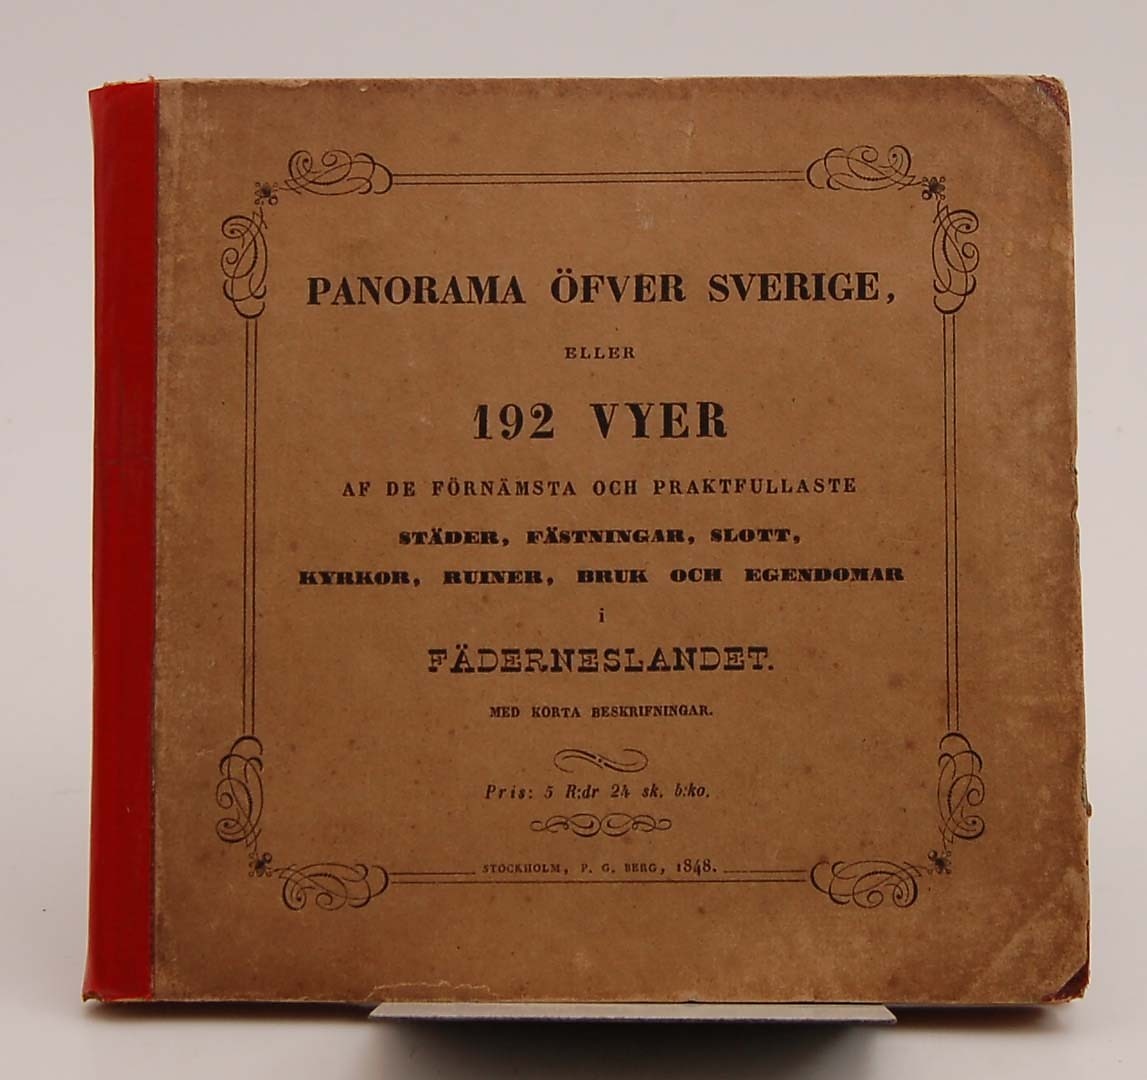 PANORAMA ÖFVER SVERIGE,
ELLER
192 VYER
AF DE FÖRNÄMSTA OCH PRAKTFULLASTE
STÄDER, FÄSTNINGAR, SLOTT,
KYRKOR, RUINER, BRUK OCH EGENDOMAR
i
FÄDERNESLANDET.
MED KORTA BESKRIFNINGAR.
Pris: 5 R:dr 24 sk. b:ko.
STOCKHOLM, P. G. BERG, 1848.